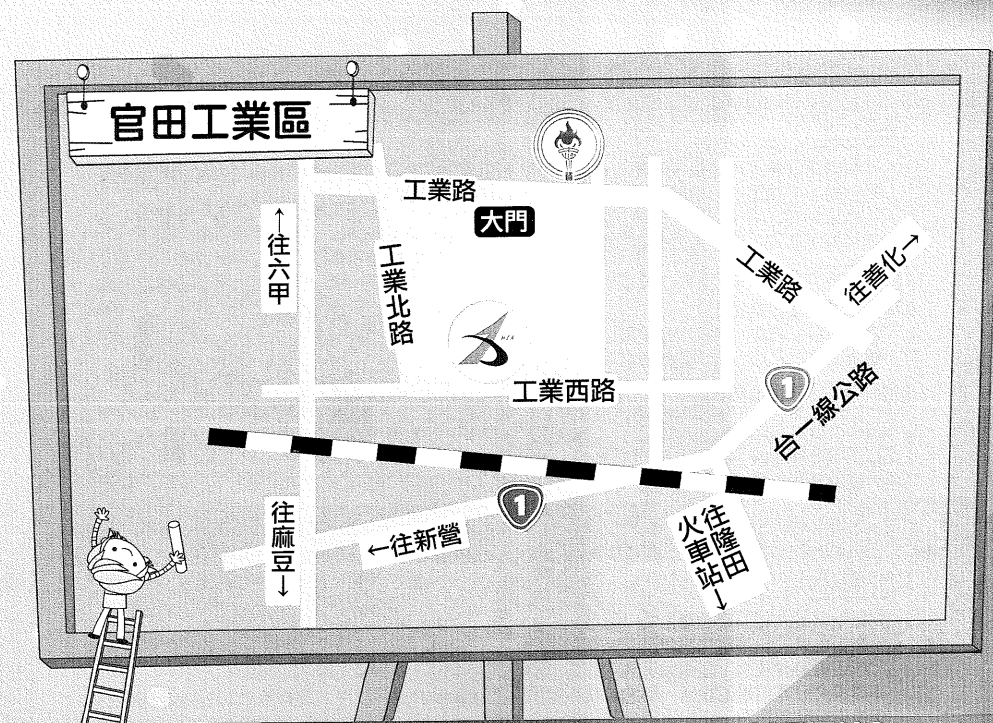 官田工業區
工業路
大門
↑往六甲
工業北路
工業路
往善化→
工業西路
1
台一線公路
1
往麻豆↓
←往新營
往隆田
火車站↓